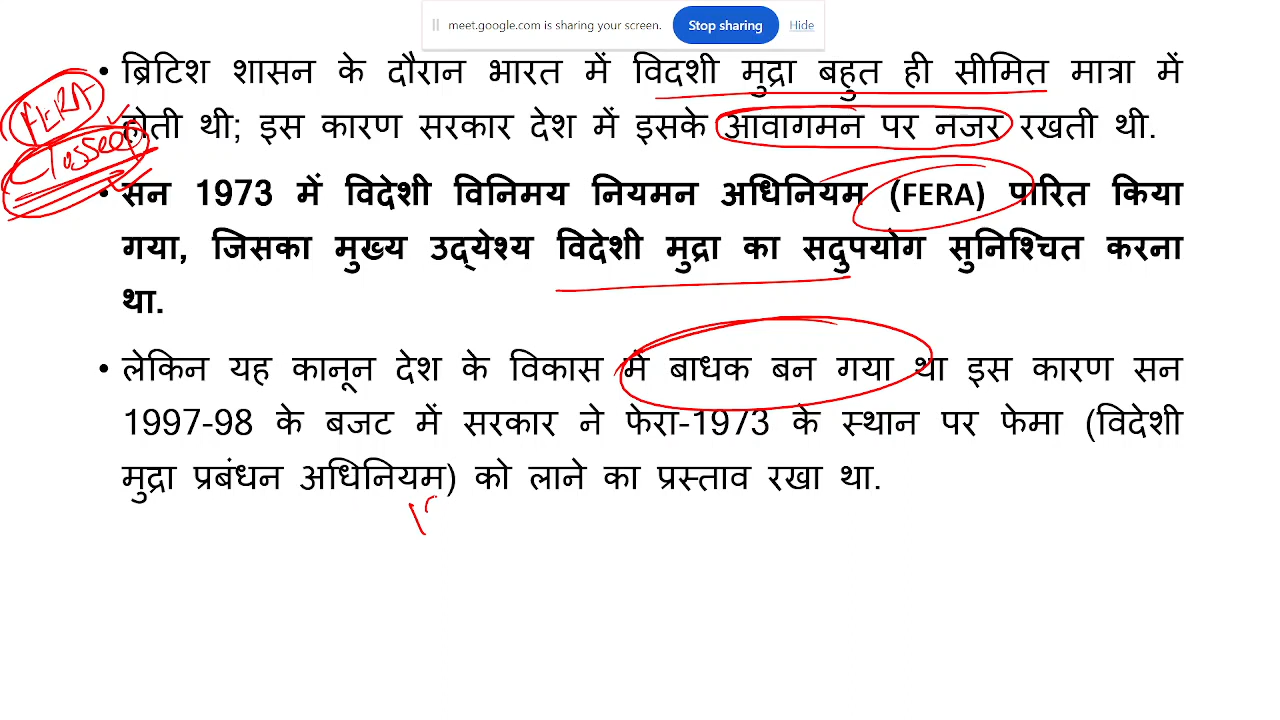 meet.google.com is sharing your screen. Stop sharing Hide
• ब्रिटिश शासन के दौरान भारत में विदशी मुद्रा बहुत ही सीमित मात्रा में
होती थी; इस कारण सरकार देश में इसके आवागमन पर नजर रखती थी.
FERA
• सन 1973 में विदेशी विनिमय नियमन अधिनियम (FERA) पारित किया
गया, जिसका मुख्य उद्येश्य विदेशी मुद्रा का सदुपयोग सुनिश्चित करना
था.
• लेकिन यह कानून देश के विकास में बाधक बन गया था इस कारण सन
1997-98 के बजट में सरकार ने फेरा-1973 के स्थान पर फेमा (विदेशी
मुद्रा प्रबंधन अधिनियम) को लाने का प्रस्ताव रखा था.